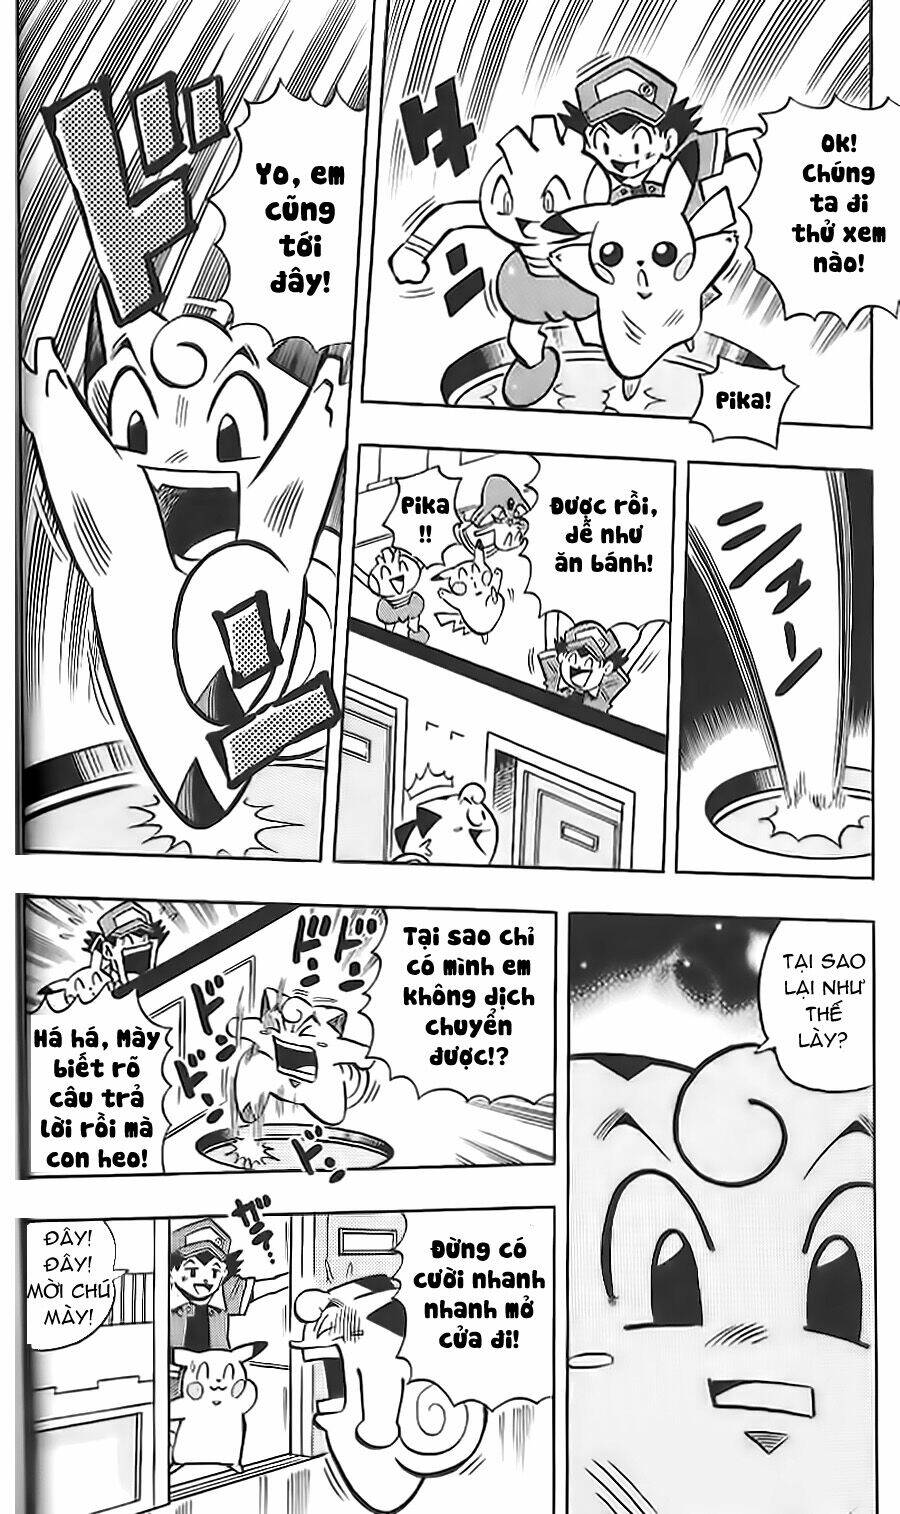 Ok!
Chúng
ta đi
thử xem
nào!
Pika!
Yo, em
cũng
tới
đây!
Được rồi,
dễ như
ăn bánh!
Pika
!!
TẠI SAO
LẠI NHƯ
THẾ
LÀY?
Tại sao chỉ
có mình em
không dịch
chuyển
được!?
Há há, Mày
biết rõ
câu trả
lời rồi mà
con heo!
Đừng có
cười nhanh
nhanh mở
cửa đi!
ĐÂY!
ĐÂY!
MỜI CHÚ
MÀY!